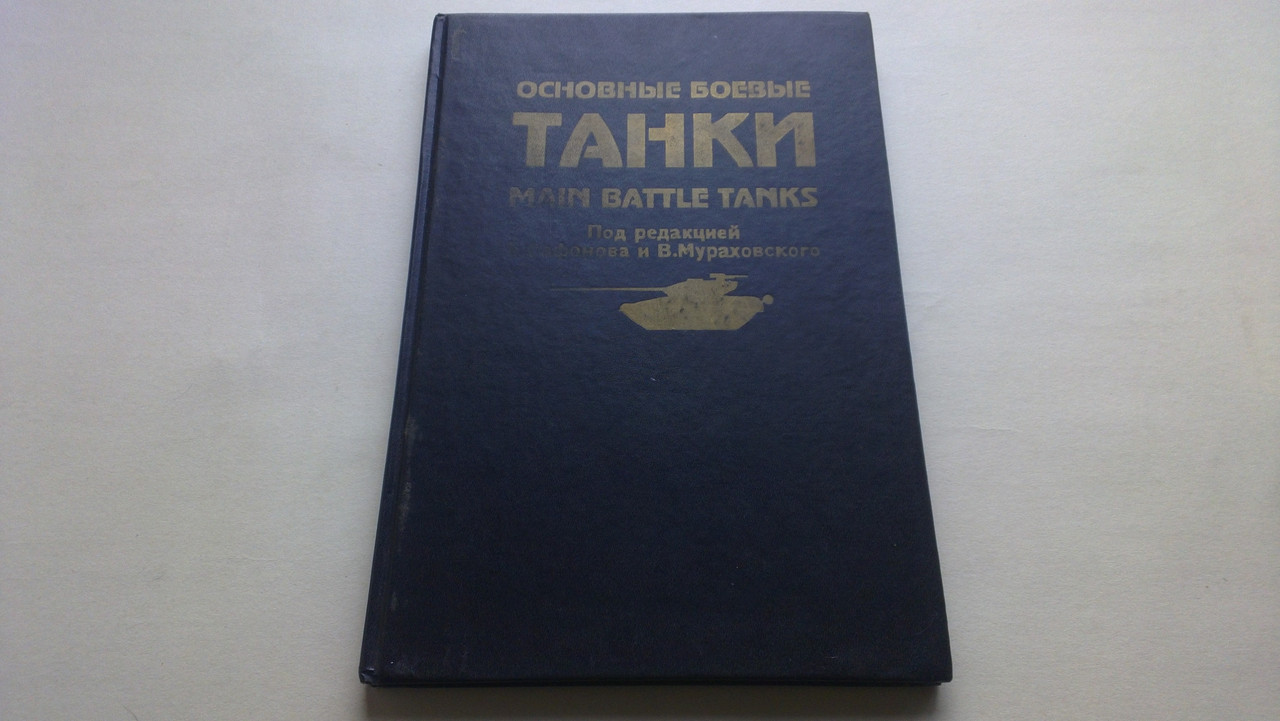 ОСНОВНЫЕ БОЕВЫЕ
ТАНКИ
MAIN BATTLE TANKS
Под редакцией
и В.Мураховского